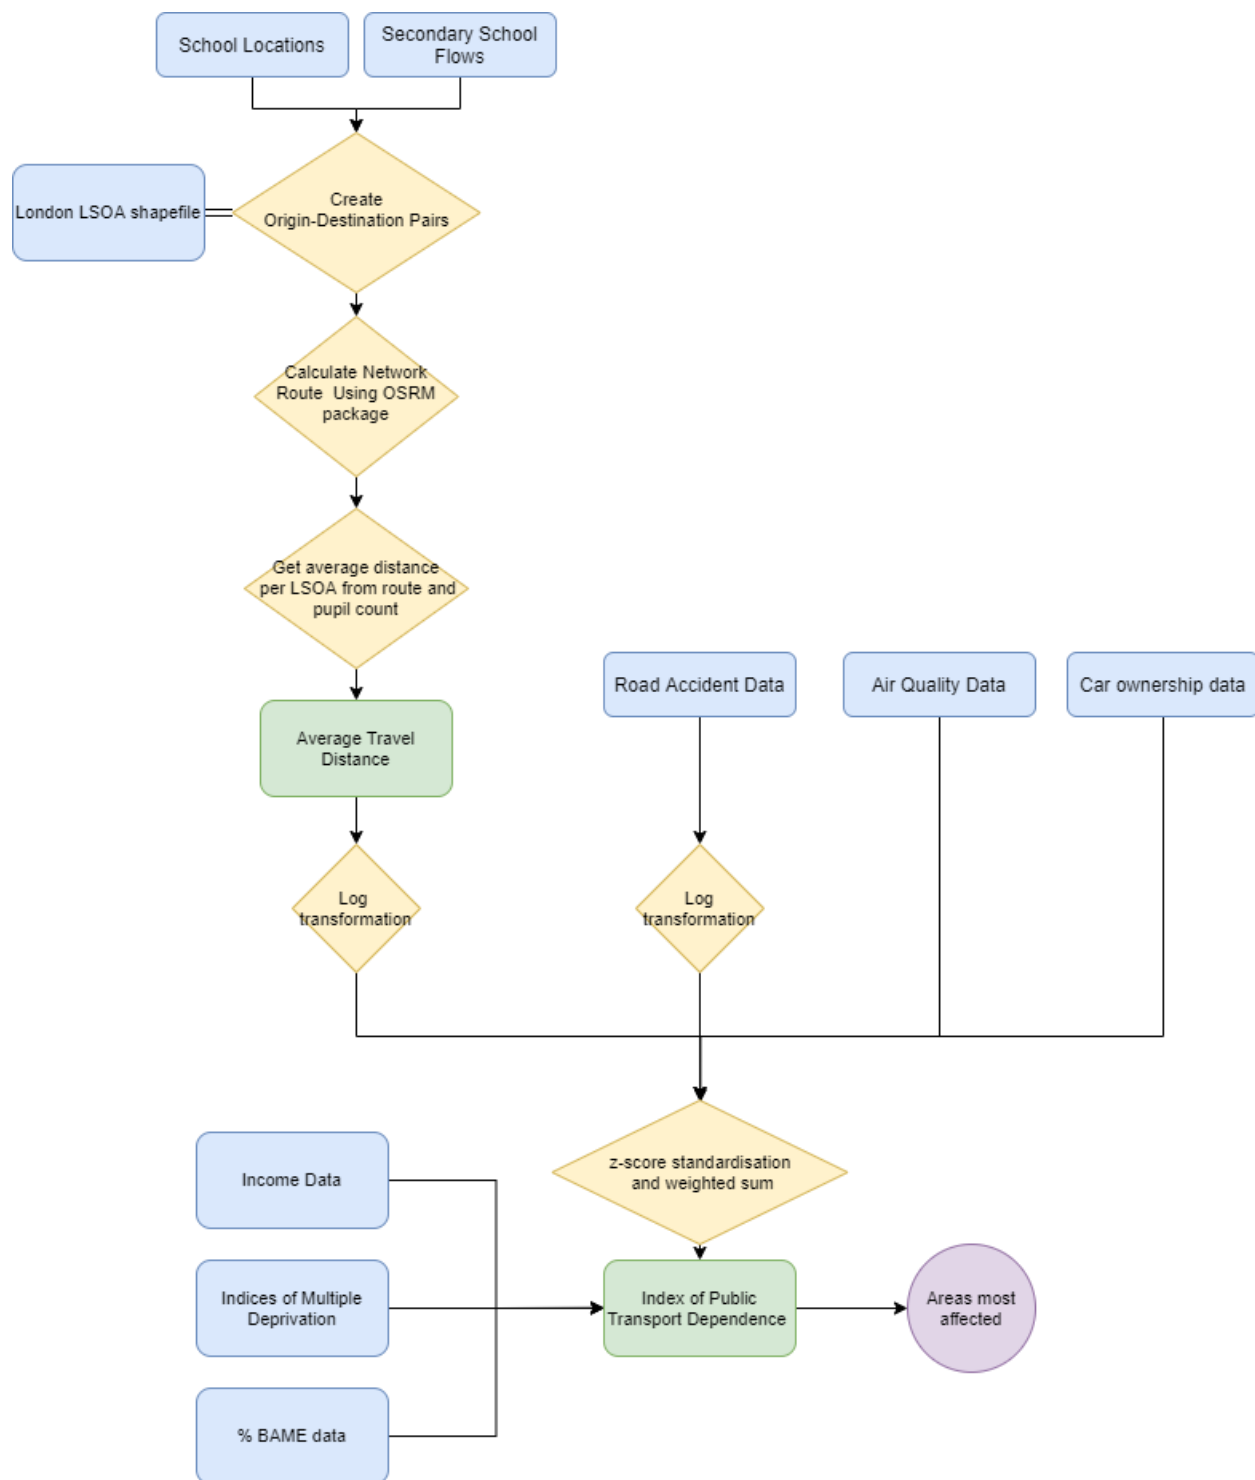 School Locations
Secondary School
Flows
London LSOA shapefile
Create
Origin-Destination Pairs
Calculate Network
Route Using OSRM
package
Get average distance
per LSOA from route and
pupil count
Average Travel
Distance
Road Accident Data
Air Quality Data
Car ownership data
Log
transformation
Log
transformation
z-score standardisation
and weighted sum
Income Data
Indices of Multiple
Deprivation
% BAME data
Index of Public
Transport Dependence
Areas most
affected